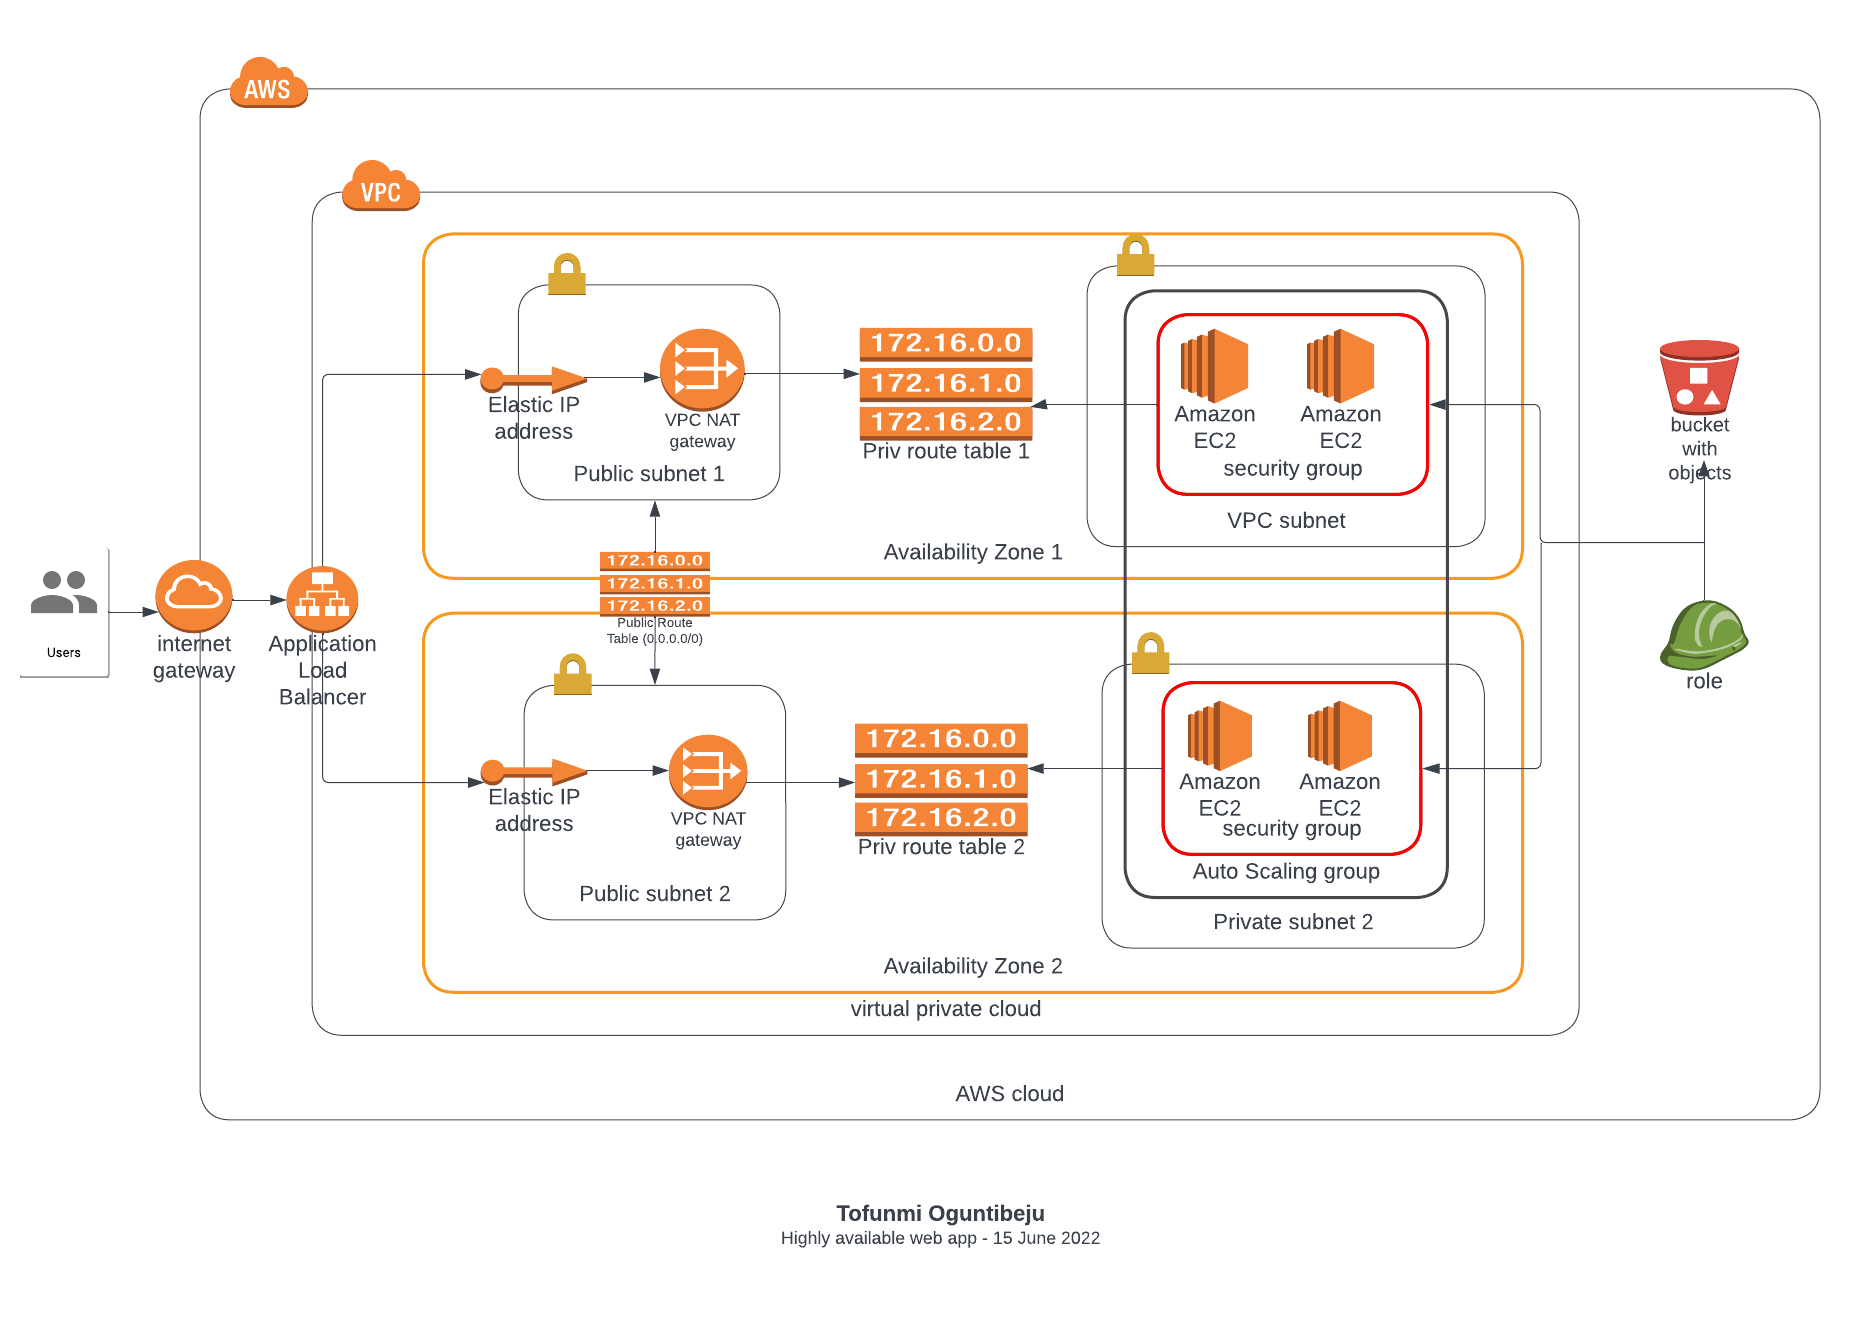 AWS
VPC
172.16.0.0
172.16.1.0
172.16.2.0
Priv route table 1
Elastic IP
address
VPC NAT
gateway
Public subnet 1
Amazon
EC2
Amazon
EC2
security group
VPC subnet
Availability Zone 1
bucket
with
objects
172.16.0.0
172.16.1.0
172.16.2.0
Public Route
Table (0.0.0.0/0)
Users
internet
gateway
Application
Load
Balancer
role
172.16.0.0
172.16.1.0
172.16.2.0
Priv route table 2
Elastic IP
address
VPC NAT
gateway
Public subnet 2
Amazon
EC2
Amazon
EC2
security group
Auto Scaling group
Private subnet 2
Availability Zone 2
virtual private cloud
AWS cloud
Tofunmi Oguntibeju
Highly available web app - 15 June 2022